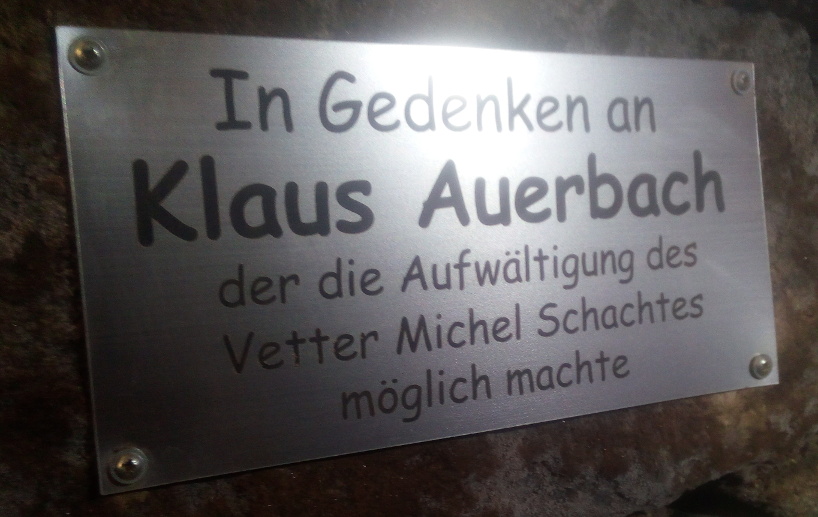 In Gedenken an
Klaus Auerbach
der die Aufwältigung des
Vetter Michel Schachtes
möglich machte